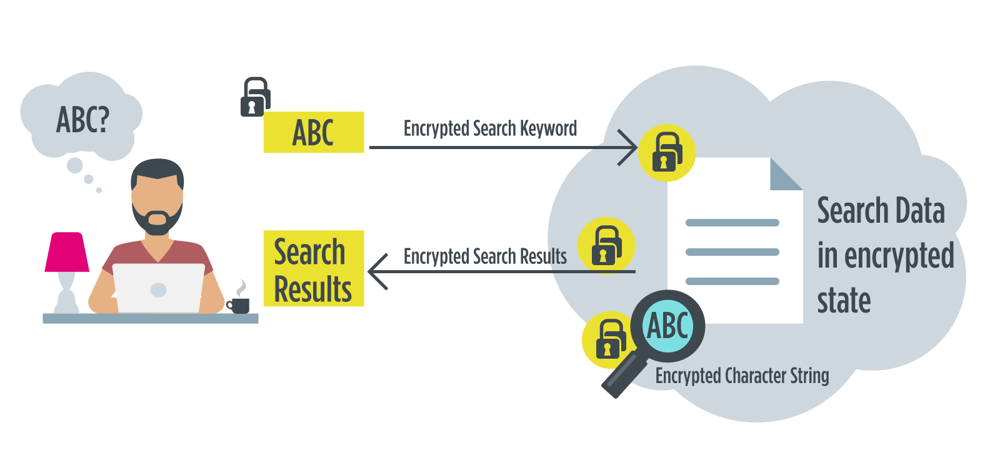 ABC?
ABC
Encrypted Search Keyword
Search
Results
Encrypted Search Results
Search Data
in encrypted
state
ABC
Encrypted Character String